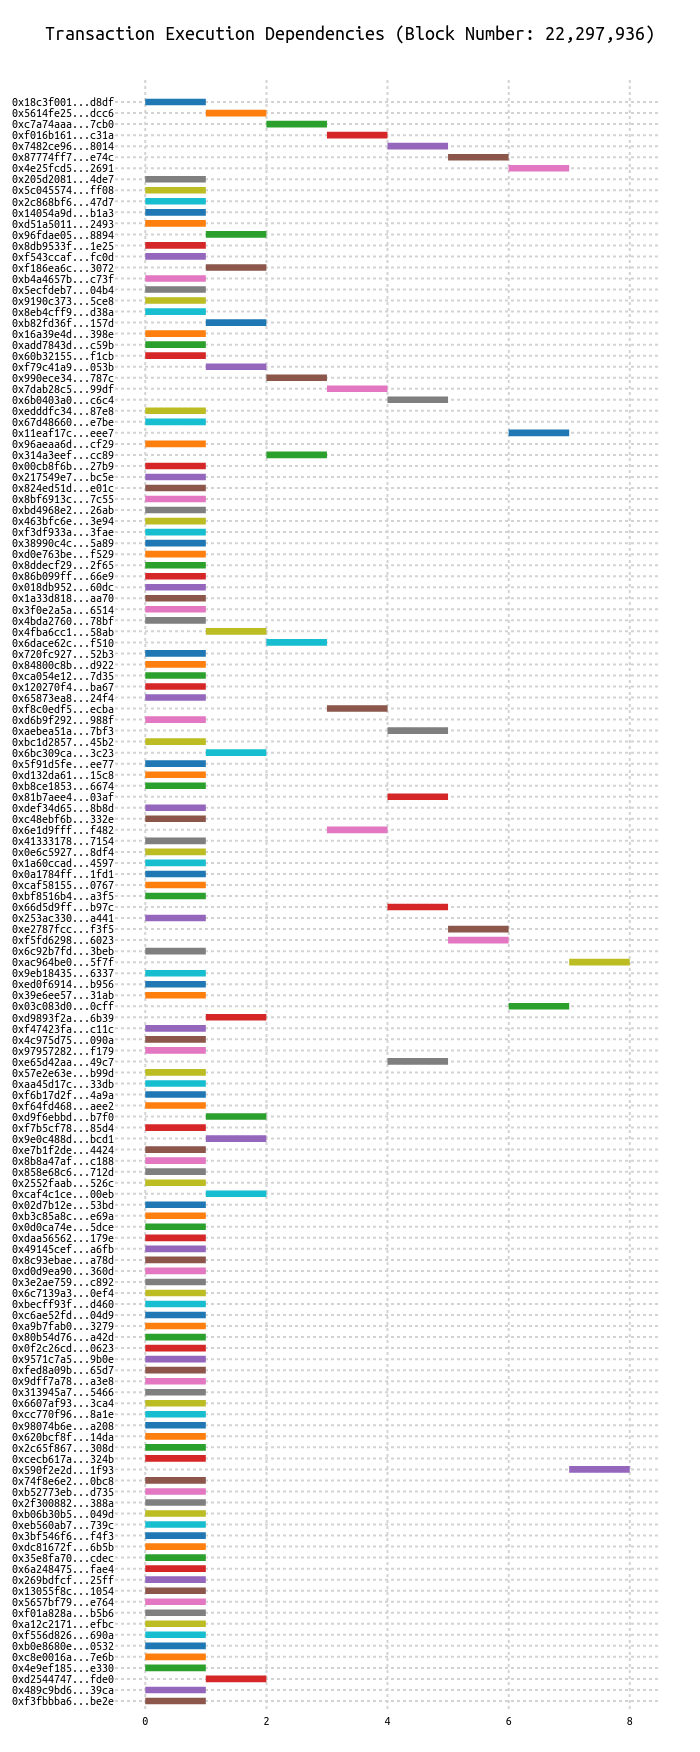 Transaction Execution Dependencies (Block Number: 22,297,936)
0x18c3f001...d8df
0x5614fe25...dcc6
0xc7a74aaa...7cb0
0xf016b161...c31a
0x7482ce96...8014
0x87774ff7...e74c
0x4e25fcd5...2691
0x205d2081...4de7
0x5c045574...ff08
0x2c868bf6...47d7
0x14054a9d...b1a3
0xd51a5011...2493
0x96fdae05...8894
0x8db9533f...1e25
0xf543ccaf...fc0d
0xf186ea6c...3072
0xb4a4657b...c73f
0x5ecfdeb7...04b4
0x9190c373...5ce8
0x8eb4cff9...d38a
0xb82fd36f...157d
0x16a39e4d...398e
0xadd7843d...c59b
0x60b32155...f1cb
0xf79c41a9...053b
0x990ece34...787c
0x7dab28c5...99df
0x6b0403a0...c6c4
0xedddfc34...87e8
0x67d48660...e7be
0x11eaf17c...eee7
0x96aeaa6d...cf29
0x314a3eef...cc89
0x00cb8f6b...27b9
0x217549e7...bc5e
0x824ed51d...e01c
0x8bf6913c...7c55
0xbd4968e2...26ab
0x463bfc6e...3e94
0xf3df933a...3fae
0x38990c4c...5a89
0xd0e763be...f529
0x8ddecf29...2f65
0x86b099ff...66e9
0x018db952...60dc
0x1a33d818...aa70
0x3f0e2a5a...6514
0x4bda2760...78bf
0x4fba6cc1...58ab
0x6dace62c...f510
0x720fc927...52b3
0x84800c8b...d922
0xca054e12...7d35
0x120270f4...ba67
0x65873ea8...24f4
0xf8c0edf5...ecba
0xd6b9f292...988f
0xaebea51a...7bf3
0xbc1d2857...45b2
0x6bc309ca...3c23
0x5f91d5fe...ee77
0xd132da61...15c8
0xb8ce1853...6674
0x81b7aee4...03af
0xdef34d65...8b8d
0xc48ebf6b...332e
0x6e1d9fff...f482
0x41333178...7154
0x0e6c5927...8df4
0x1a60ccad...4597
0x0a1784ff...1fd1
0xcaf58155...0767
0xbf8516b4...a3f5
0x66d5d9ff...b97c
0x253ac330...a441
0xe2787fcc...f3f5
0xf5fd6298...6023
0x6c92b7fd...3beb
0xac964be0...5f7f
0x9eb18435...6337
0xed0f6914...b956
0x39e6ee57...31ab
0x03c083d0...0cff
0xd9893f2a...6b39
0xf47423fa...c11c
0x4c975d75...090a
0x97957282...f179
0xe65d42aa...49c7
0x57e2e63e...b99d
0xaa45d17c...33db
0xf6b17d2f...4a9a
0xf64fd468...aee2
0xd9f6ebbd...b7f0
0xf7b5cf78...85d4
0x9e0c488d...bcd1
0xe7b1f2de...4424
0x8b8a47af...c188
0x858e68c6...712d
0x2552faab...526c
0xcaf4c1ce...00eb
0x02d7b12e...53bd
0xb3c85a8c...e69a
0x0d0ca74e...5dce
0xdaa56562...179e
0x49145cef...a6fb
0x8c93ebae...a78d
0xd0d9ea90...360d
0x3e2ae759...c892
0x6c7139a3...0ef4
0xbecff93f...d460
0xc6ae52fd...04d9
0xa9b7fab0...3279
0x80b54d76...a42d
0x0f2c26cd...0623
0x9571c7a5...9b0e
0xfed8a09b...65d7
0x9dff7a78...a3e8
0x313945a7...5466
0x6607af93...3ca4
0xcc770f96...8a1e
0x98074b6e...a208
0x620bcf8f...14da
0x2c65f867...308d
0xcecb617a...324b
0x590f2e2d...1f93
0x74f8e6e2...0bc8
0xb52773eb...d735
0x2f300882...388a
0xb06b30b5...049d
0xeb560ab7...739c
0x3bf546f6...f4f3
0xdc81672f...6b5b
0x35e8fa70...cdec
0x6a248475...fae4
0x269bdfcf...25ff
0x13055f8c...1054
0x5657bf79...e764
0xf01a828a...b5b6
0xa12c2171...efbc
0xf556d826...690a
0xb0e8680e...0532
0xc8e0016a...7e6b
0x4e9ef185...e330
0xd2544747...fde0
0x489c9bd6...39ca
0xf3fbbba6...be2e
0 2 4 6 8